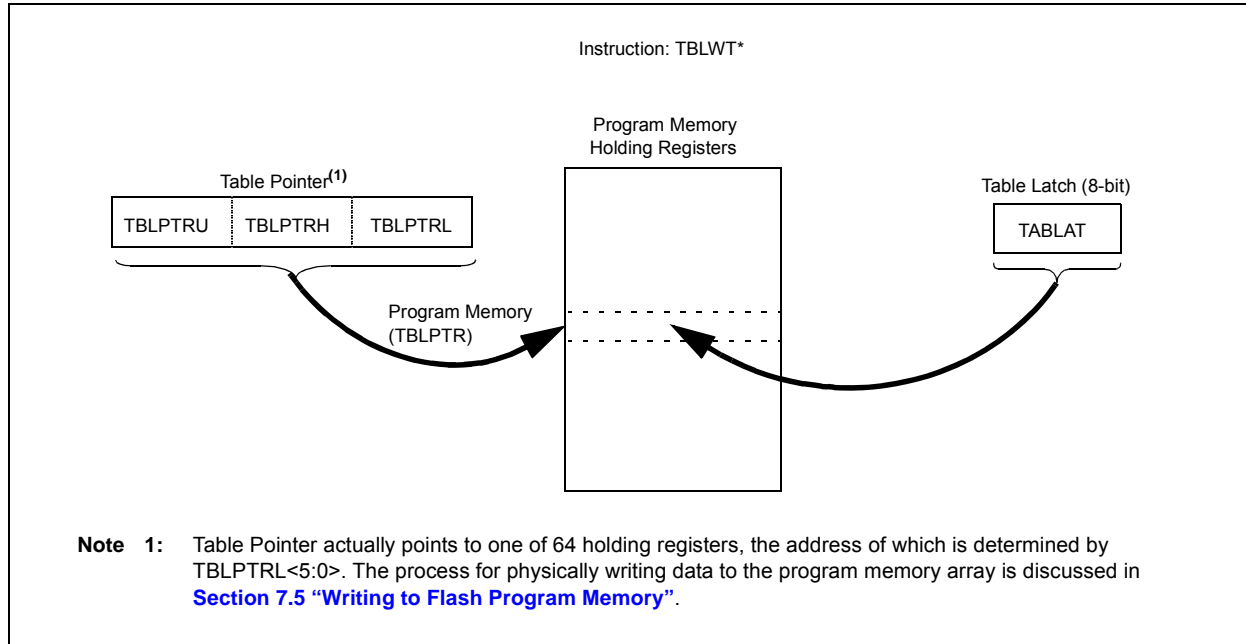 Instruction: TBLWT*
Program Memory
Holding Registers
Table Pointer(1)
Table Latch (8-bit)
TBLPTRU TBLPTRH TBLPTRL
TABLAT
Program Memory
(TBLPTR)
Note 1: Table Pointer actually points to one of 64 holding registers, the address of which is determined by
TBLPTRL<5:0>. The process for physically writing data to the program memory array is discussed in
Section 7.5 “Writing to Flash Program Memory”.